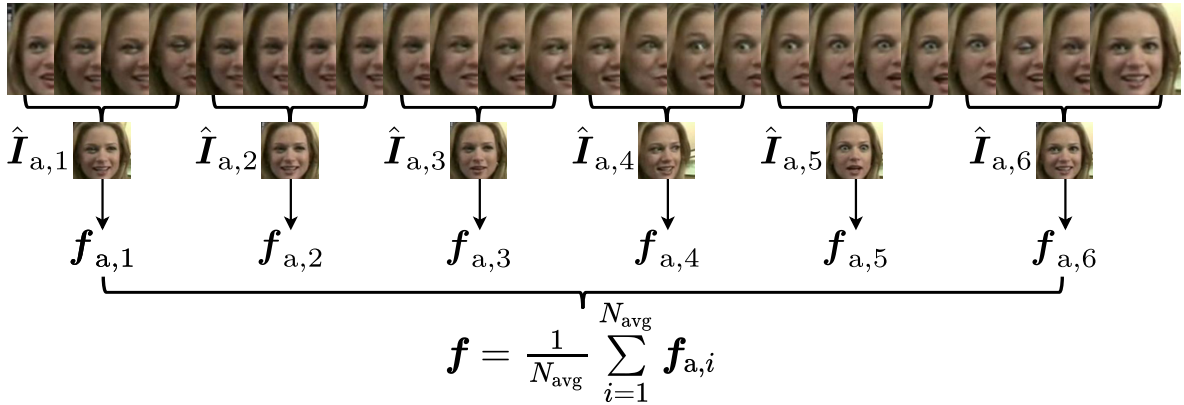 Î_a,1 Î_a,2 Î_a,3 Î_a,4 Î_a,5 Î_a,6
f_a,1 f_a,2 f_a,3 f_a,4 f_a,5 f_a,6
f = 1/N_avg ∑_{i=1}^{N_avg} f_a,i